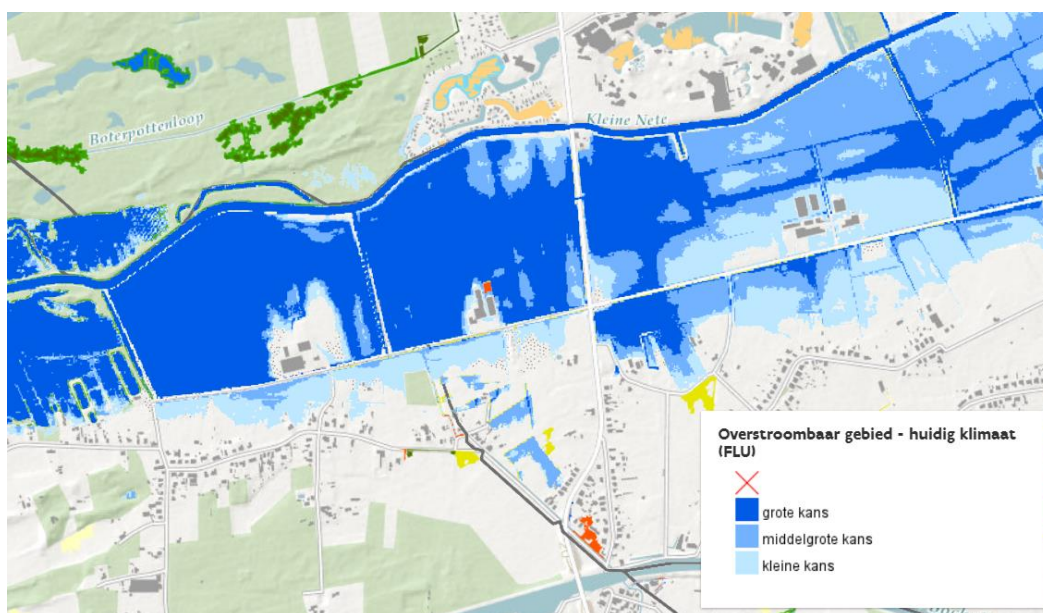 Boterpottenloop
Kleine Nete
Overstroombaar gebied - huidig klimaat
(FLU)
grote kans
middelgrote kans
kleine kans